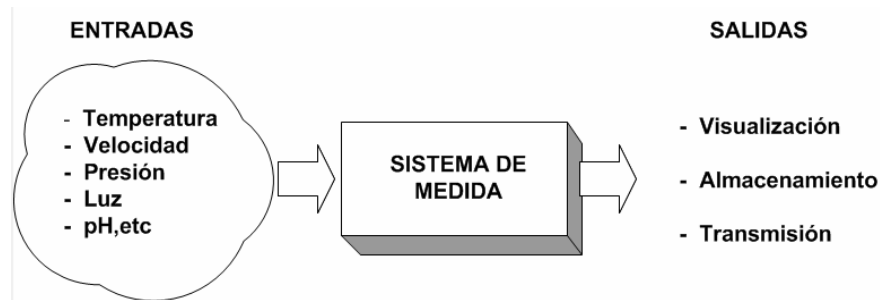 ENTRADAS
- Temperatura
- Velocidad
- Presión
- Luz
- pH,etc
SISTEMA DE
MEDIDA
SALIDAS
- Visualización
- Almacenamiento
- Transmisión